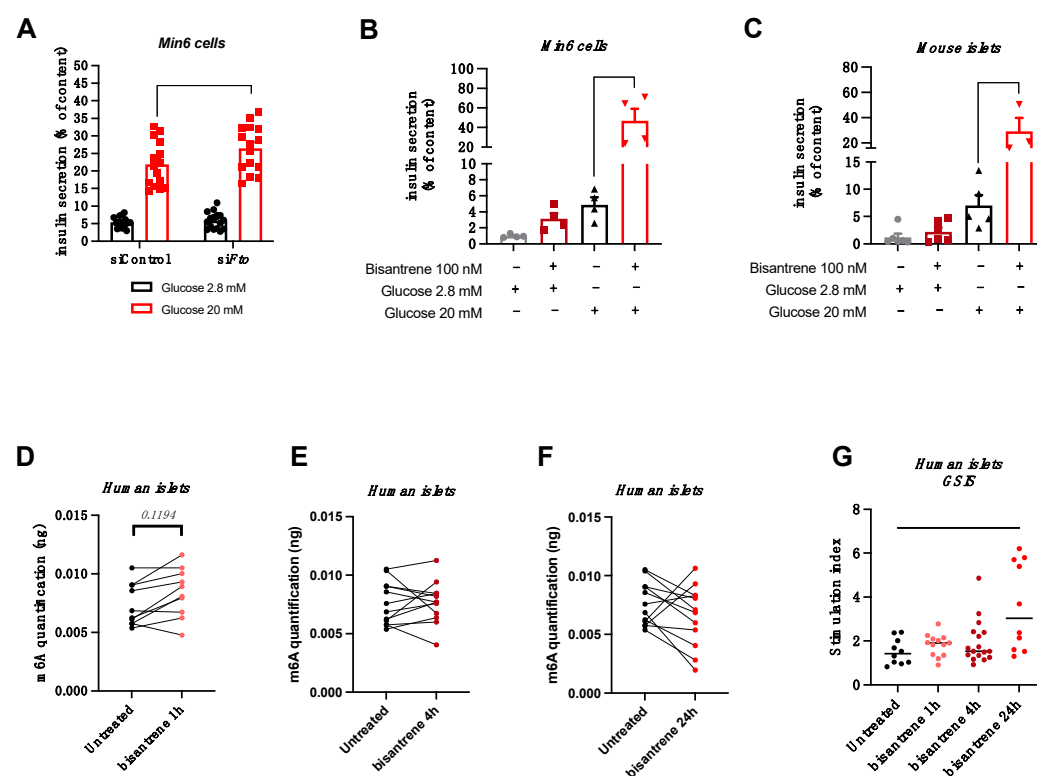 A
Min6 cells
insulin secretion (% of content)
50
45
40
35
30
25
20
15
10
5
0
siControl
siFto
Glucose 2.8 mM
Glucose 20 mM
B
Min6 cells
insulin secretion
(% of content)
100
80
60
40
20
6
4
2
0
Bisantrene 100 nM – + – +
Glucose 2.8 mM + + – –
Glucose 20 mM – – + +
C
Mouse islets
insulin secretion
(% of content)
80
60
40
20
15
10
5
0
Bisantrene 100 nM – + – +
Glucose 2.8 mM + + – –
Glucose 20 mM – – + +
D
Human islets
m6A quantification (ng)
0.015
0.010
0.005
0.000
0.1194
Untreated
bisantrene 1h
E
Human islets
m6A quantification (ng)
0.015
0.010
0.005
0.000
Untreated
bisantrene 4h
F
Human islets
m6A quantification (ng)
0.015
0.010
0.005
0.000
Untreated
bisantrene 24h
G
Human islets
GSIS
Stimulation index
8
6
4
2
0
Untreated
bisantrene 1h
bisantrene 4h
bisantrene 24h